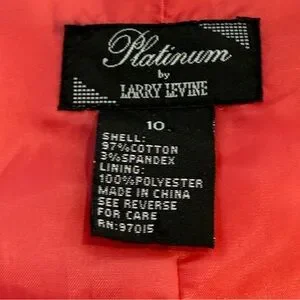 Platinum
by
LARRY LEVINE
10
SHELL:
97%COTTON
3%SPANDEX
LINING:
100%POLYESTER
MADE IN CHINA
SEE REVERSE
FOR CARE
RN:97015